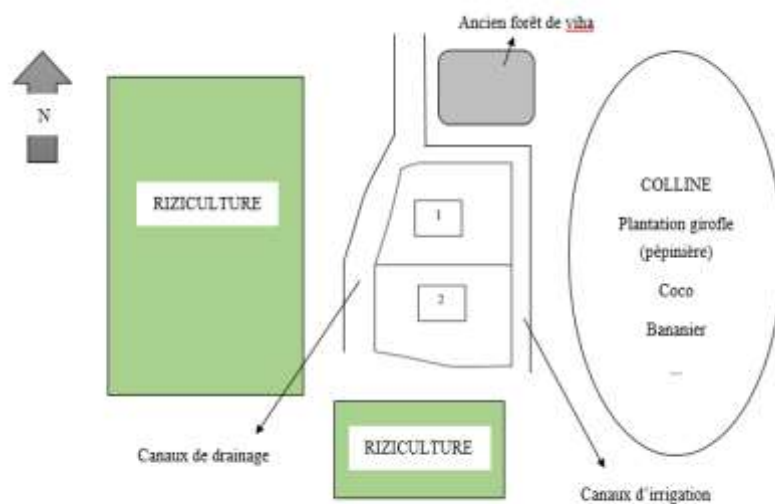 Ancien forêt de viha
N
RIZICULTURE
1
2
COLLINE
Plantation girofle
(pépinière)
Coco
Bananier
...
Canaux de drainage
RIZICULTURE
Canaux d'irrigation